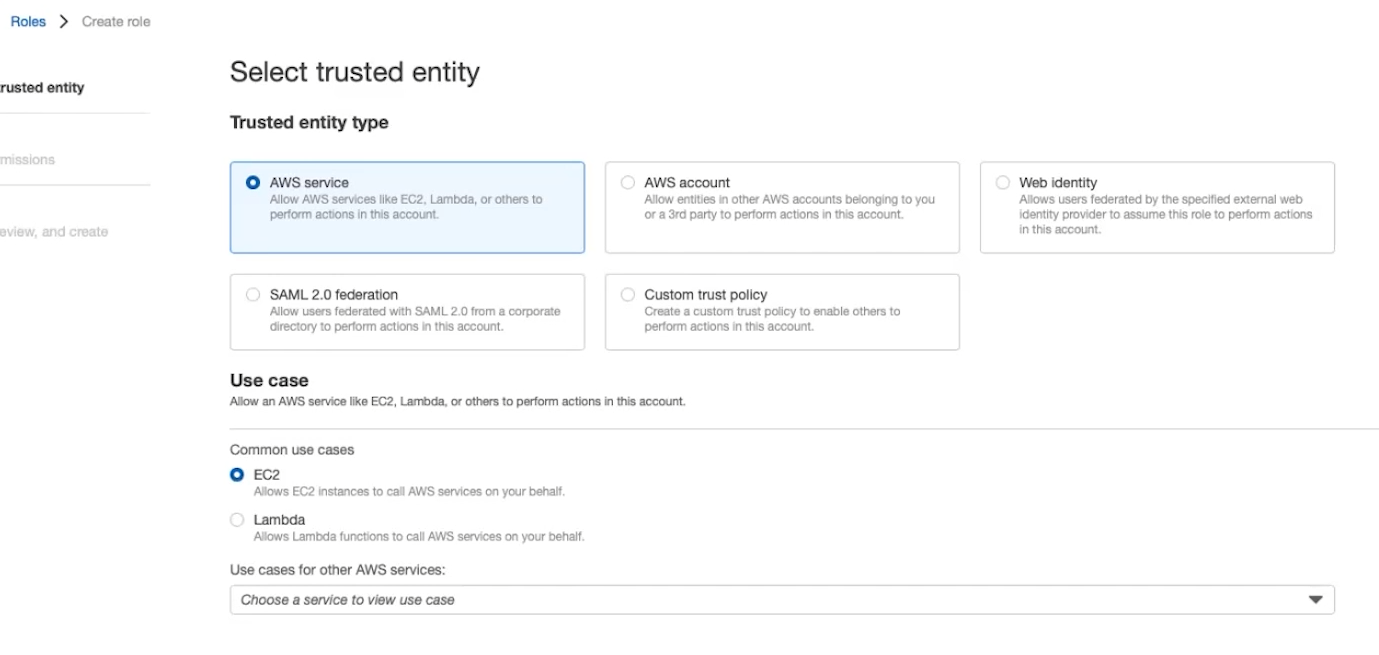 Roles > Create role
trusted entity
missions
eview, and create
Select trusted entity
Trusted entity type
AWS service
Allow AWS services like EC2, Lambda, or others to
perform actions in this account.
AWS account
Allow entities in other AWS accounts belonging to you
or a 3rd party to perform actions in this account.
Web identity
Allows users federated by the specified external web
identity provider to assume this role to perform actions
in this account.
SAML 2.0 federation
Allow users federated with SAML 2.0 from a corporate
directory to perform actions in this account.
Custom trust policy
Create a custom trust policy to enable others to
perform actions in this account.
Use case
Allow an AWS service like EC2, Lambda, or others to perform actions in this account.
Common use cases
EC2
Allows EC2 instances to call AWS services on your behalf.
Lambda
Allows Lambda functions to call AWS services on your behalf.
Use cases for other AWS services:
Choose a service to view use case